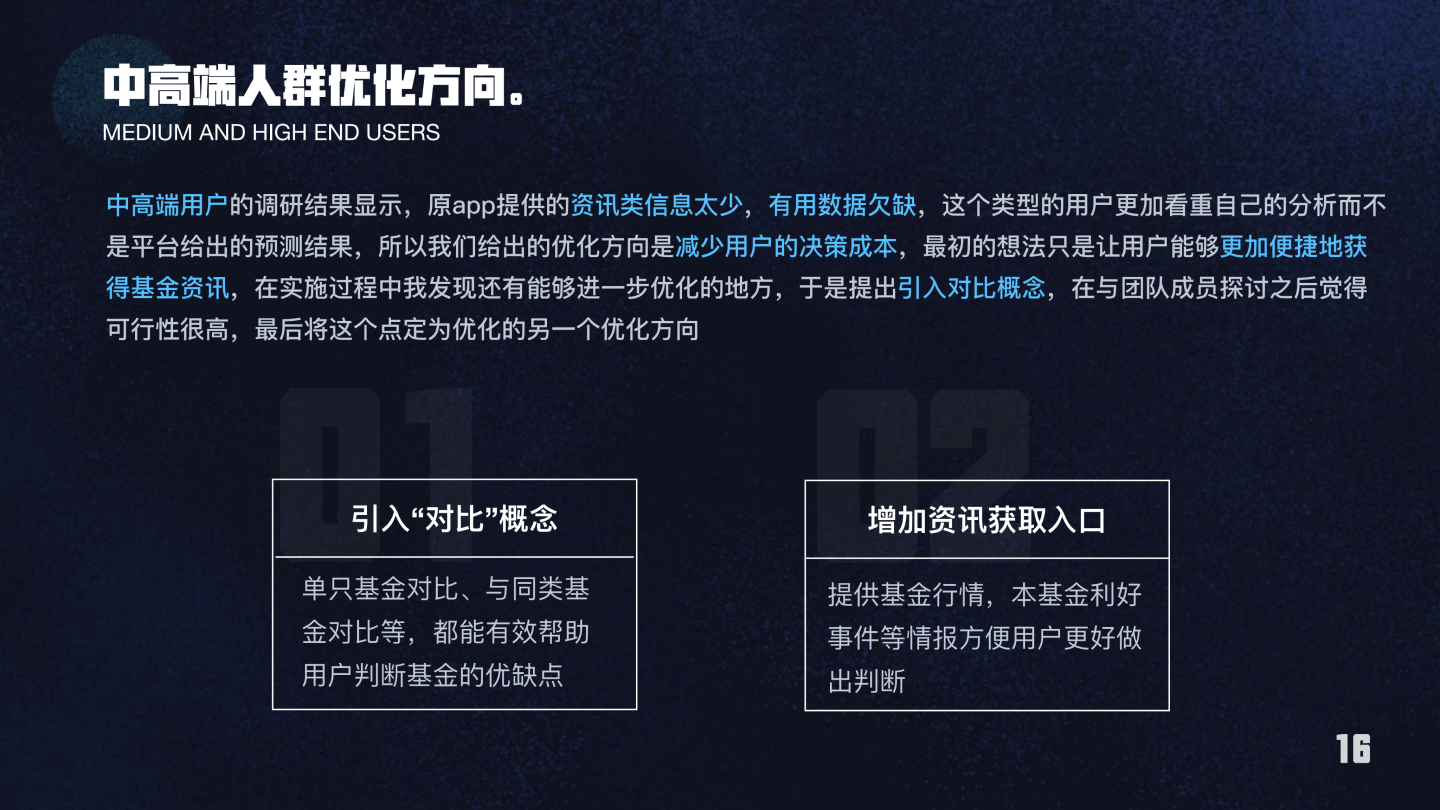 中高端人群优化方向。
MEDIUM AND HIGH END USERS
中高端用户的调研结果显示，原app提供的资讯类信息太少，有用数据欠缺，这个类型的用户更加看重自己的分析而不
是平台给出的预测结果，所以我们给出的优化方向是减少用户的决策成本，最初的想法只是让用户能够更加便捷地获
得基金资讯，在实施过程中我发现还有能够进一步优化的地方，于是提出引入对比概念，在与团队成员探讨之后觉得
可行性很高，最后将这个点定为优化的另一个优化方向
01
引入“对比”概念
单只基金对比、与同类基
金对比等，都能有效帮助
用户判断基金的优缺点
02
增加资讯获取入口
提供基金行情，本基金利好
事件等情报方便用户更好做
出判断
16